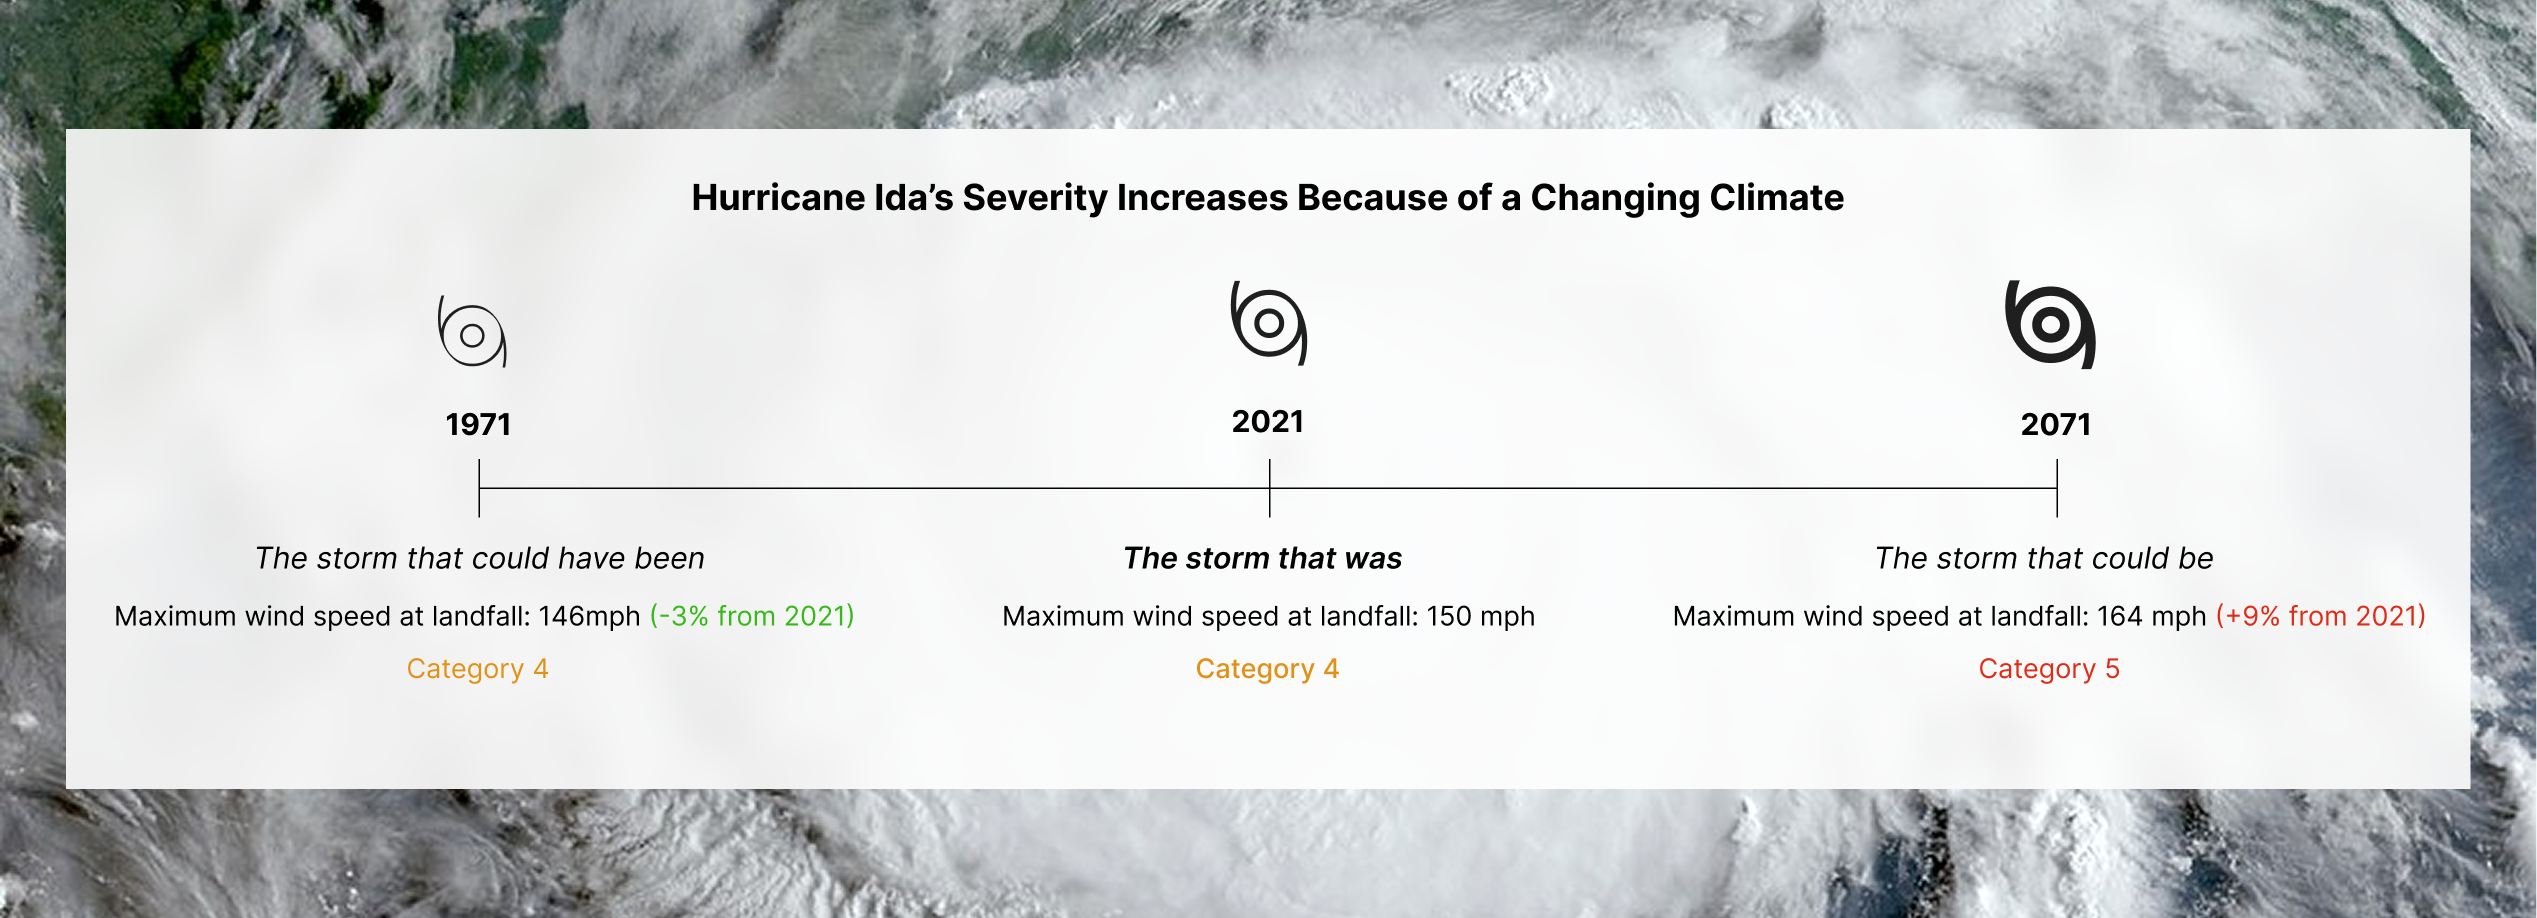 Hurricane Ida’s Severity Increases Because of a Changing Climate
1971
2021
2071
The storm that could have been
The storm that was
The storm that could be
Maximum wind speed at landfall: 146mph (-3% from 2021)
Maximum wind speed at landfall: 150 mph
Maximum wind speed at landfall: 164 mph (+9% from 2021)
Category 4
Category 4
Category 5